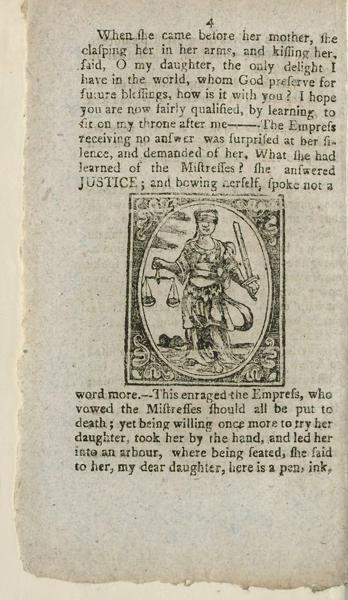 4
When ſhe came before her mother, ſhe
claſping her in her arms, and kiſſing her,
ſaid, O my daughter, the only delight I
have in the world, whom God preſerve for
future bleſſings, how is it with you? I hope
you are now fairly qualified, by learning, to
ſit on my throne after me——The Empreſs
receiving no anſwer was ſurpriſed at her ſi-
lence, and demanded of her, What ſhe had
learned of the Miſtreſſes? ſhe anſwered
JUSTICE; and bowing herſelf, ſpoke not a
word more.—This enraged the Empreſs, who
vowed the Miſtreſſes ſhould all be put to
death; yet being willing once more to try her
daughter, took her by the hand, and led her
into an arbour, where being ſeated, ſhe ſaid
to her, my dear daughter, here is a pen, ink,